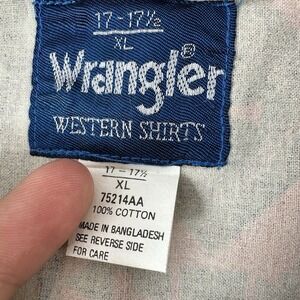 17-17½
XL
Wrangler®
WESTERN SHIRTS
17-17½
XL
75214AA
100% COTTON
MADE IN BANGLADESH
SEE REVERSE SIDE
FOR CARE